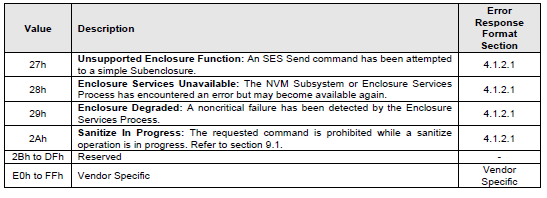 Value
Description
Error
Response
Format
Section
27h
Unsupported Enclosure Function: An SES Send command has been attempted
to a simple Subenclosure.
4.1.2.1
28h
Enclosure Services Unavailable: The NVM Subsystem or Enclosure Services
Process has encountered an error but may become available again.
4.1.2.1
29h
Enclosure Degraded: A noncritical failure has been detected by the Enclosure
Services Process.
4.1.2.1
2Ah
Sanitize In Progress: The requested command is prohibited while a sanitize
operation is in progress. Refer to section 9.1.
4.1.2.1
2Bh to DFh
Reserved
-
E0h to FFh
Vendor Specific
Vendor
Specific